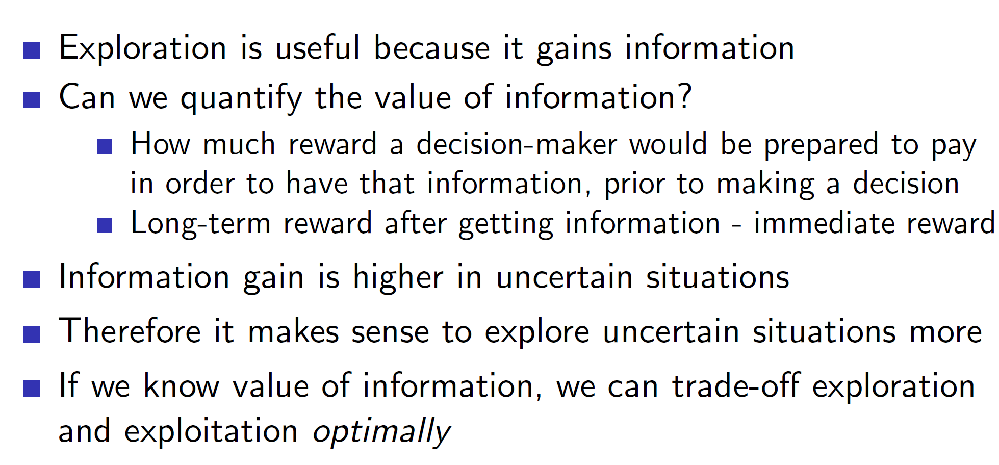 Exploration is useful because it gains information
Can we quantify the value of information?
How much reward a decision-maker would be prepared to pay
in order to have that information, prior to making a decision
Long-term reward after getting information - immediate reward
Information gain is higher in uncertain situations
Therefore it makes sense to explore uncertain situations more
If we know value of information, we can trade-off exploration
and exploitation optimally